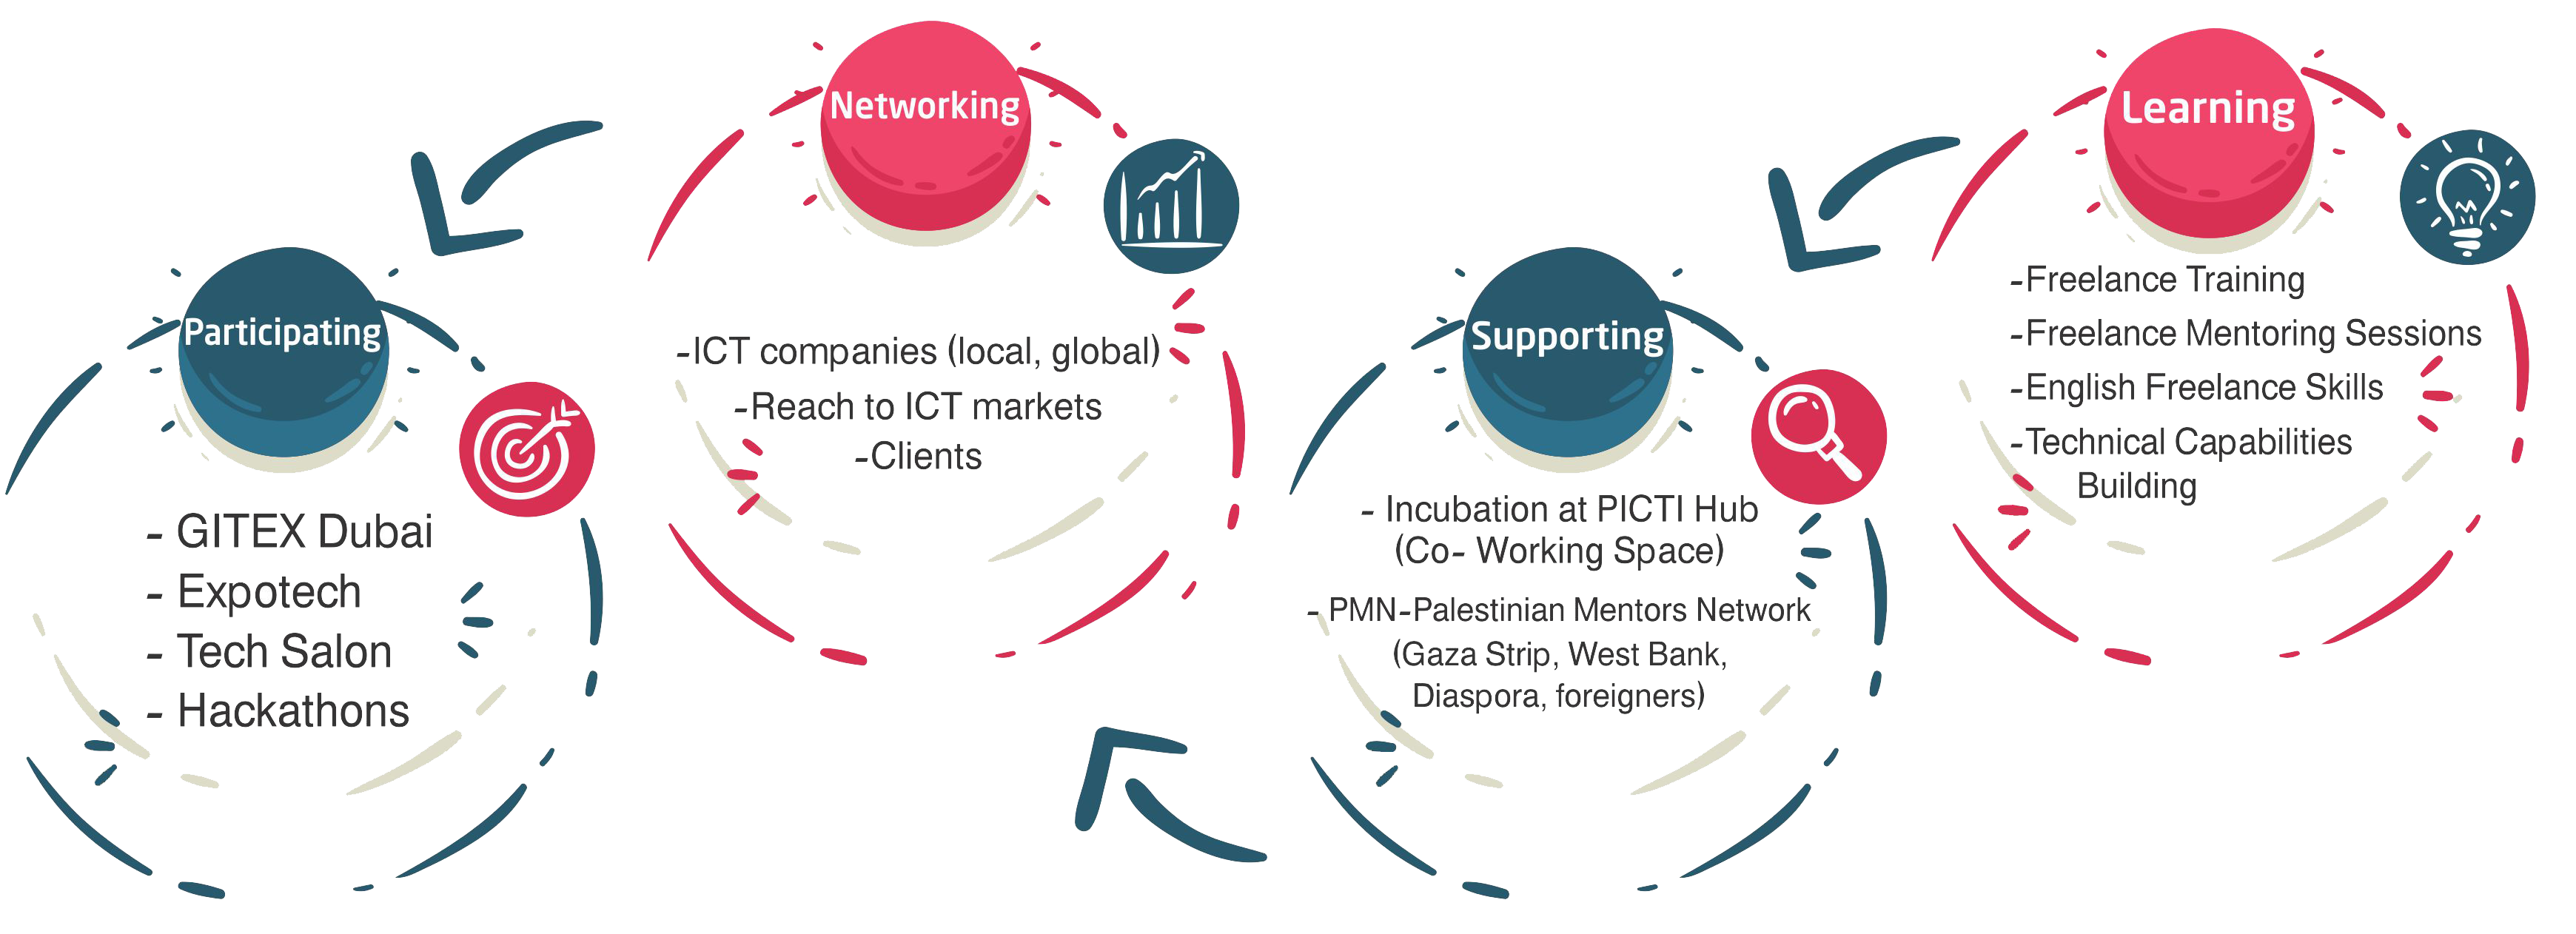 Participating
- GITEX Dubai
- Expotech
- Tech Salon
- Hackathons
Networking
-ICT companies (local, global)
-Reach to ICT markets
-Clients
Supporting
- Incubation at PICTI Hub
(Co- Working Space)
- PMN-Palestinian Mentors Network
(Gaza Strip, West Bank,
Diaspora, foreigners)
Learning
-Freelance Training
-Freelance Mentoring Sessions
-English Freelance Skills
-Technical Capabilities
Building